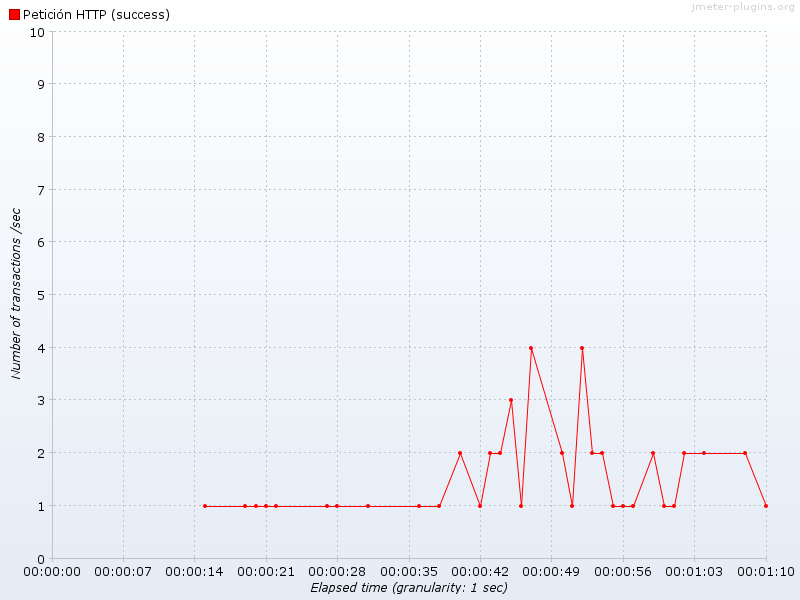 jmeter-plugins.org
Petición HTTP (success)
10
9
8
7
6
5
4
3
2
1
0
Number of transactions /sec
00:00:00 00:00:07 00:00:14 00:00:21 00:00:28 00:00:35 00:00:42 00:00:49 00:00:56 00:01:03 00:01:10
Elapsed time (granularity: 1 sec)